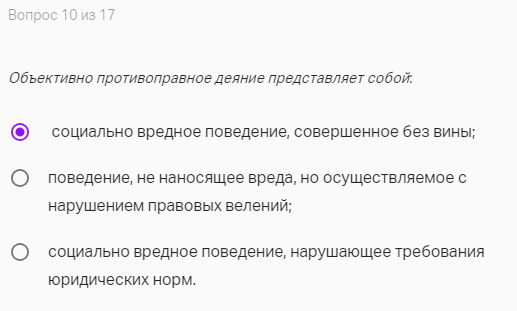 Вопрос 10 из 17
Объективно противоправное деяние представляет собой:
социально вредное поведение, совершенное без вины;
поведение, не наносящее вреда, но осуществляемое с
нарушением правовых велений;
социально вредное поведение, нарушающее требования
юридических норм.